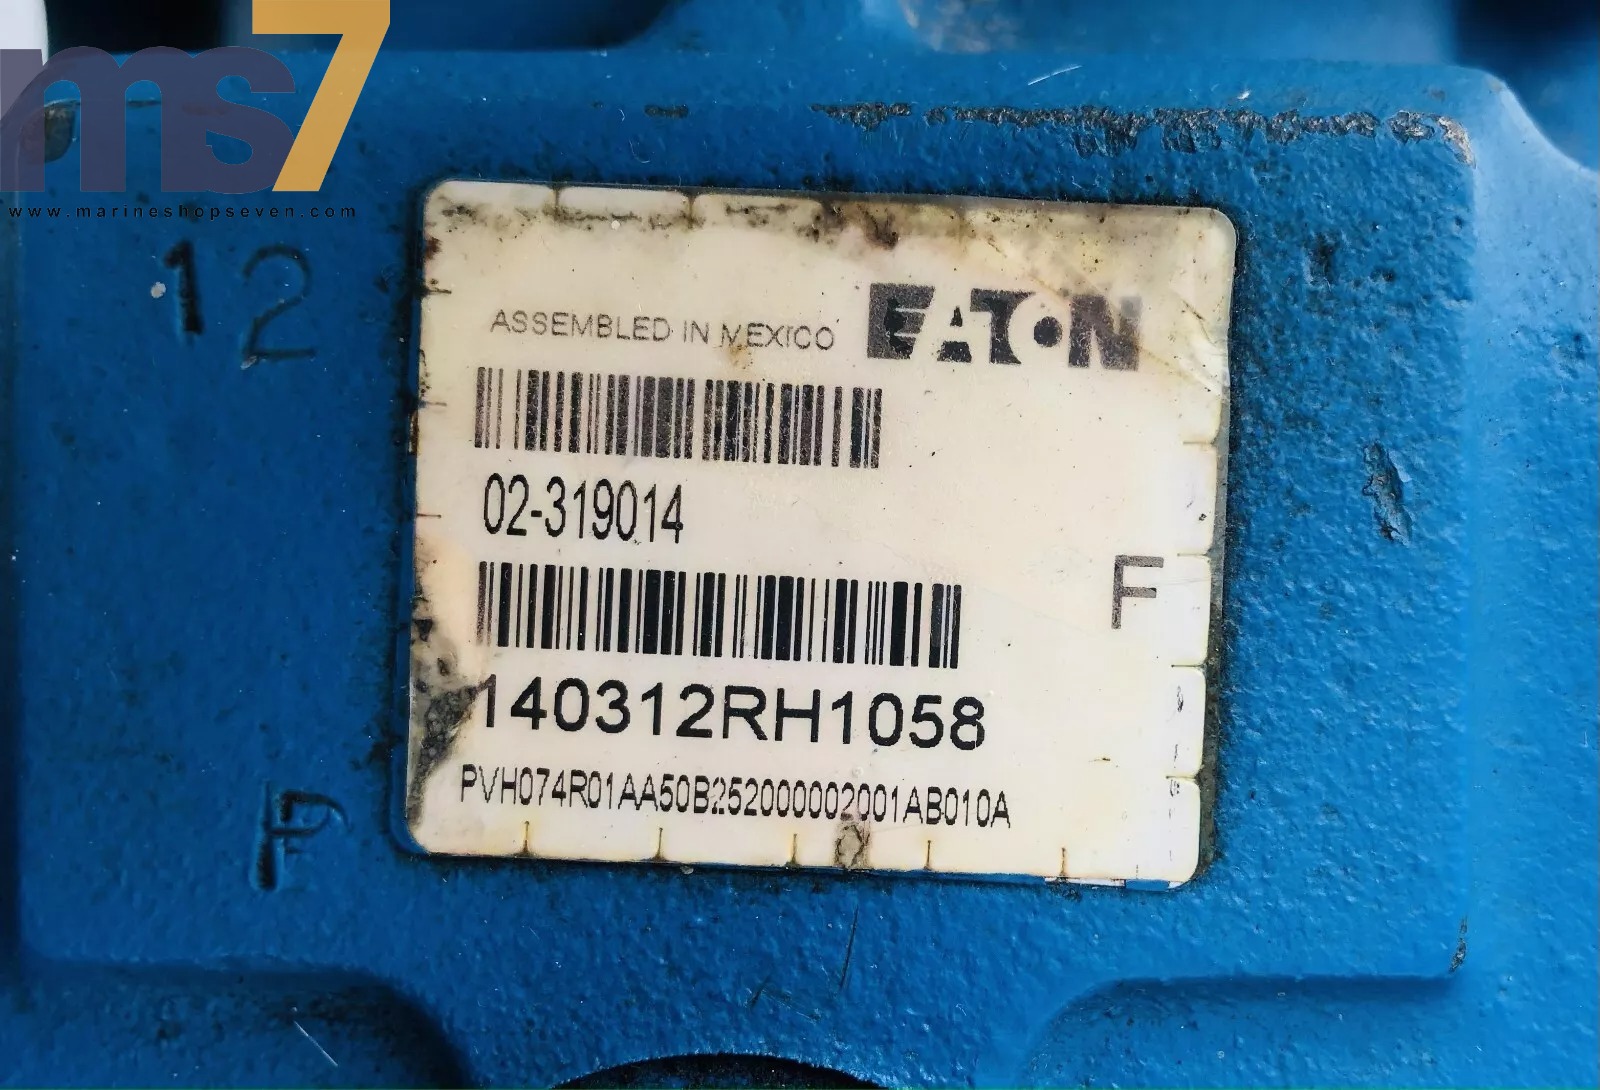 ms7
www.marineshopseven.com
12
ASSEMBLED IN MEXICO EATON
02-319014
F
140312RH1058
PVH074R01AA50B252000002001AB010A
P